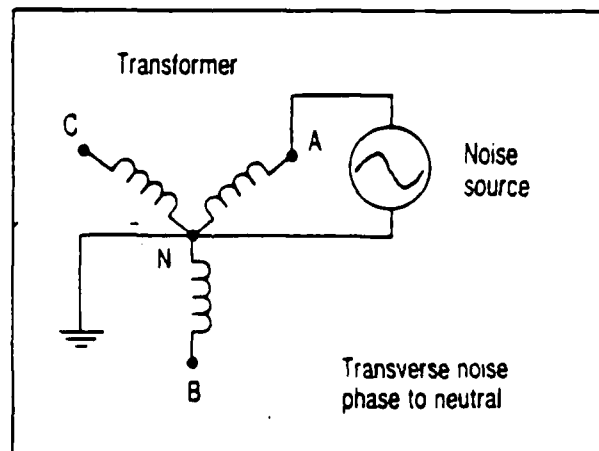 Transformer
C
A
Noise
source
N
B
Transverse noise
phase to neutral